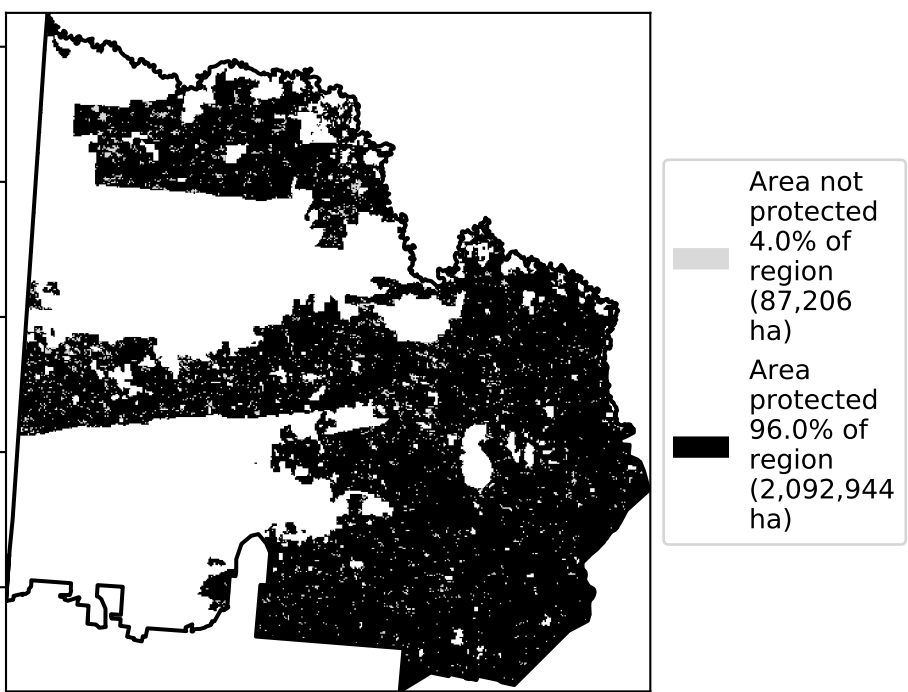 Area not
protected
4.0% of
region
(87,206
ha)
Area
protected
96.0% of
region
(2,092,944
ha)